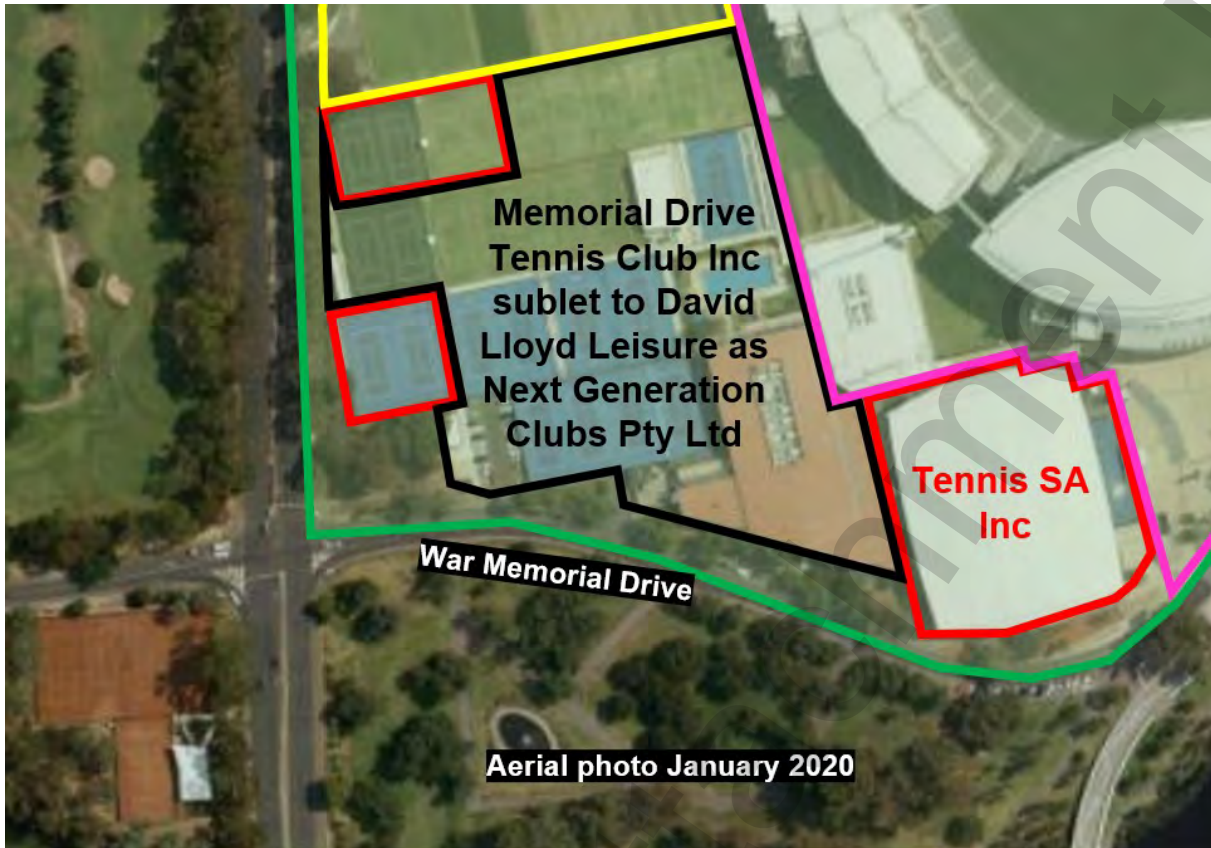 Memorial Drive
Tennis Club Inc
sublet to David
Lloyd Leisure as
Next Generation
Clubs Pty Ltd
Tennis SA
Inc
War Memorial Drive
Aerial photo January 2020